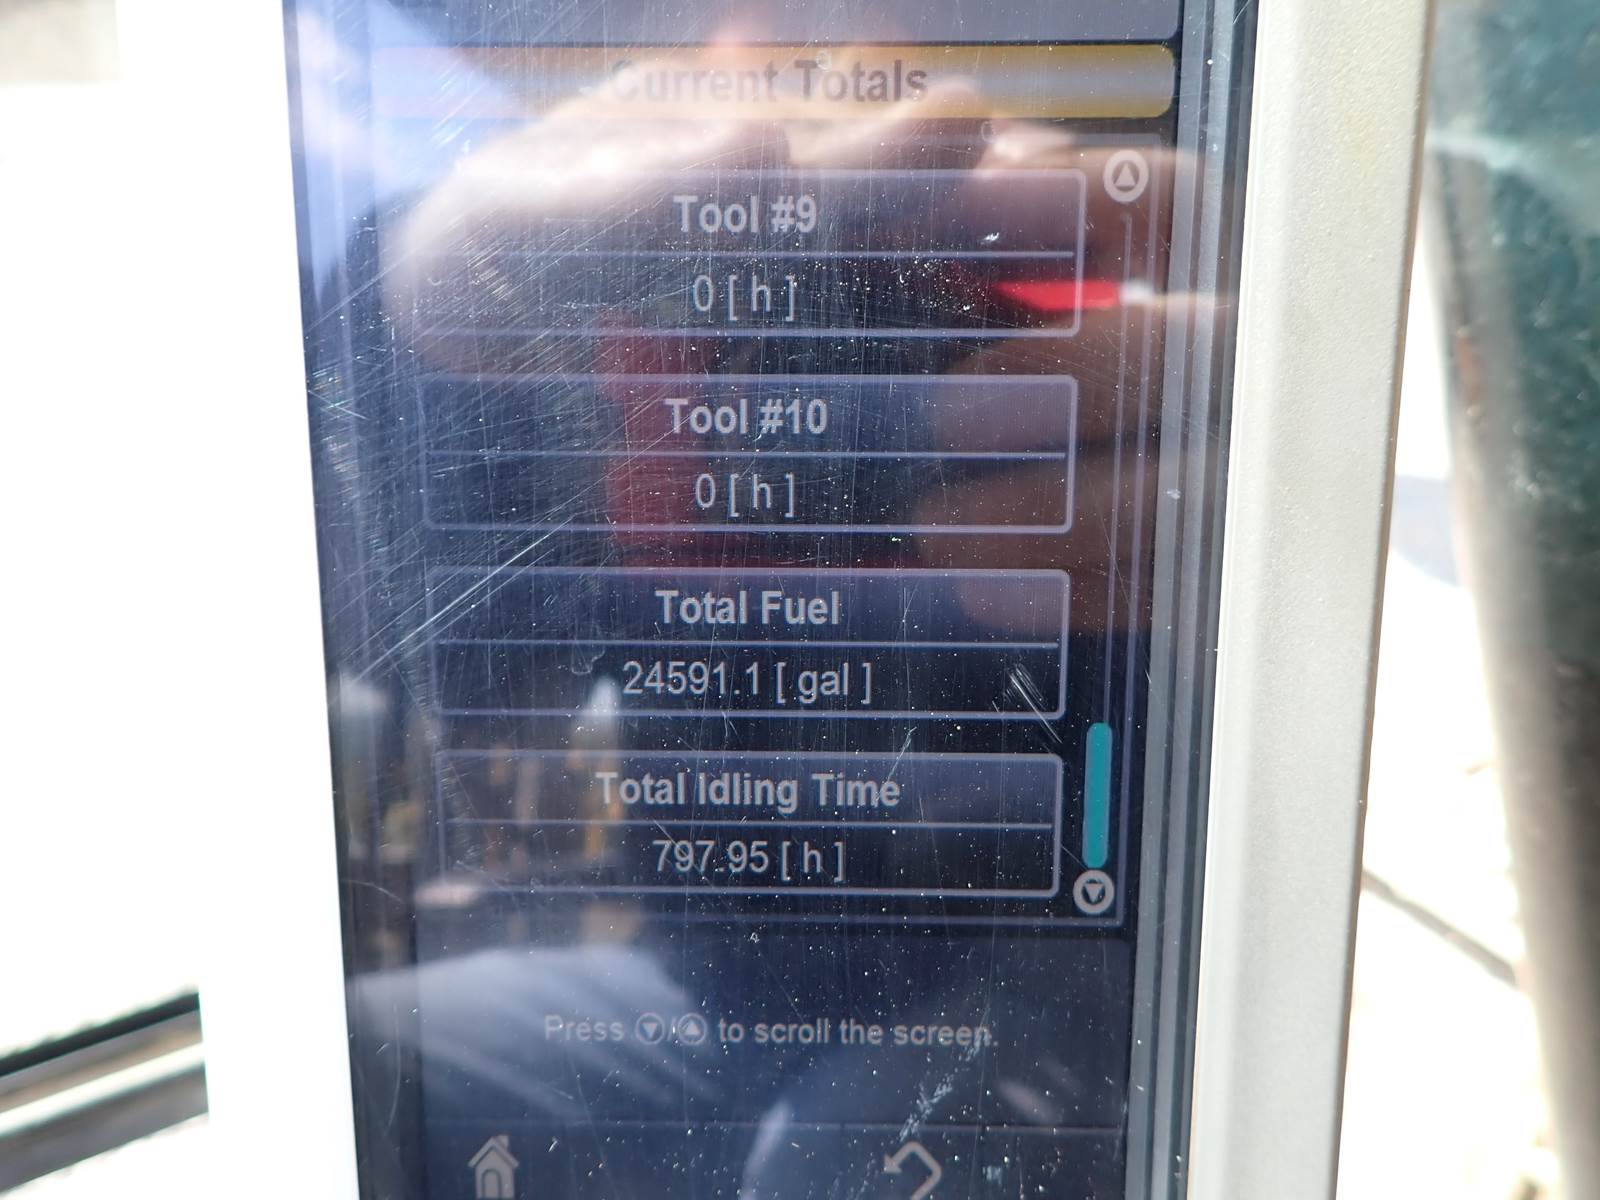 Current Totals
Tool #9
0 [ h ]
Tool #10
0 [ h ]
Total Fuel
24591.1 [ gal ]
Total Idling Time
797.95 [ h ]
Press ▼/▲ to scroll the screen.